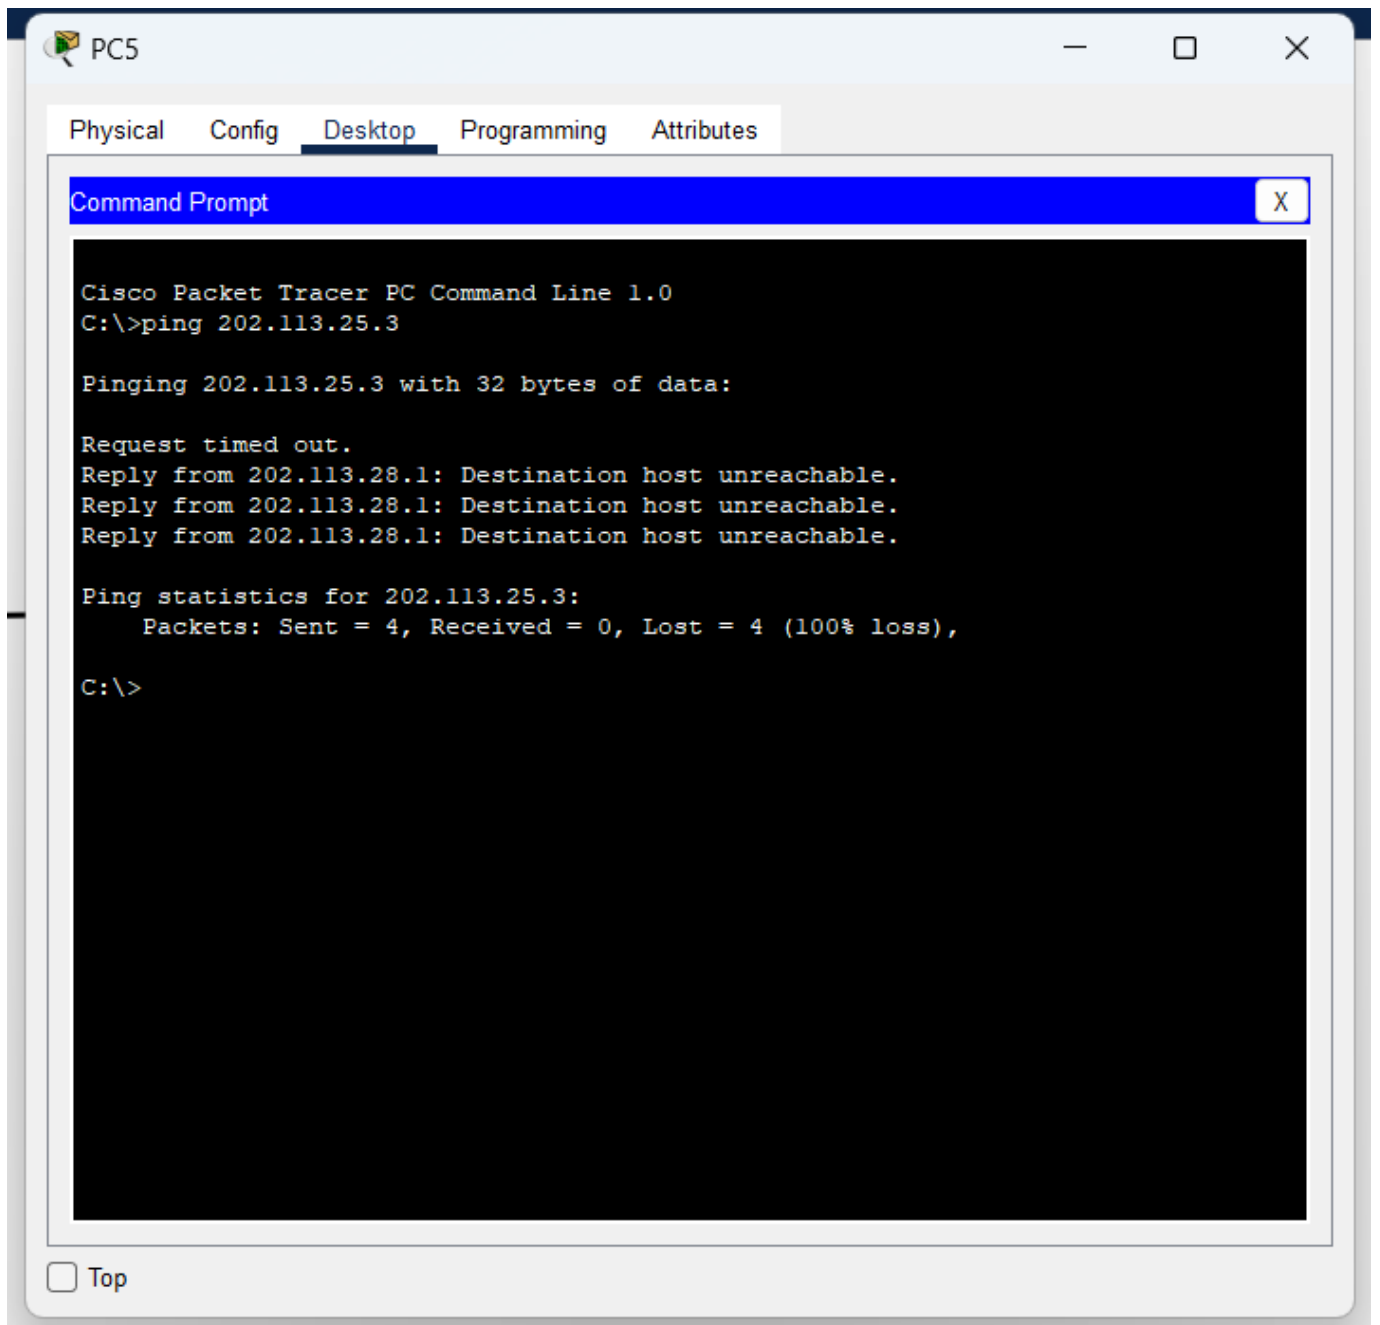 PC5
Physical Config Desktop Programming Attributes
Command Prompt
X
Cisco Packet Tracer PC Command Line 1.0
C:\>ping 202.113.25.3
Pinging 202.113.25.3 with 32 bytes of data:
Request timed out.
Reply from 202.113.28.1: Destination host unreachable.
Reply from 202.113.28.1: Destination host unreachable.
Reply from 202.113.28.1: Destination host unreachable.
Ping statistics for 202.113.25.3:
    Packets: Sent = 4, Received = 0, Lost = 4 (100% loss),
C:\>
Top